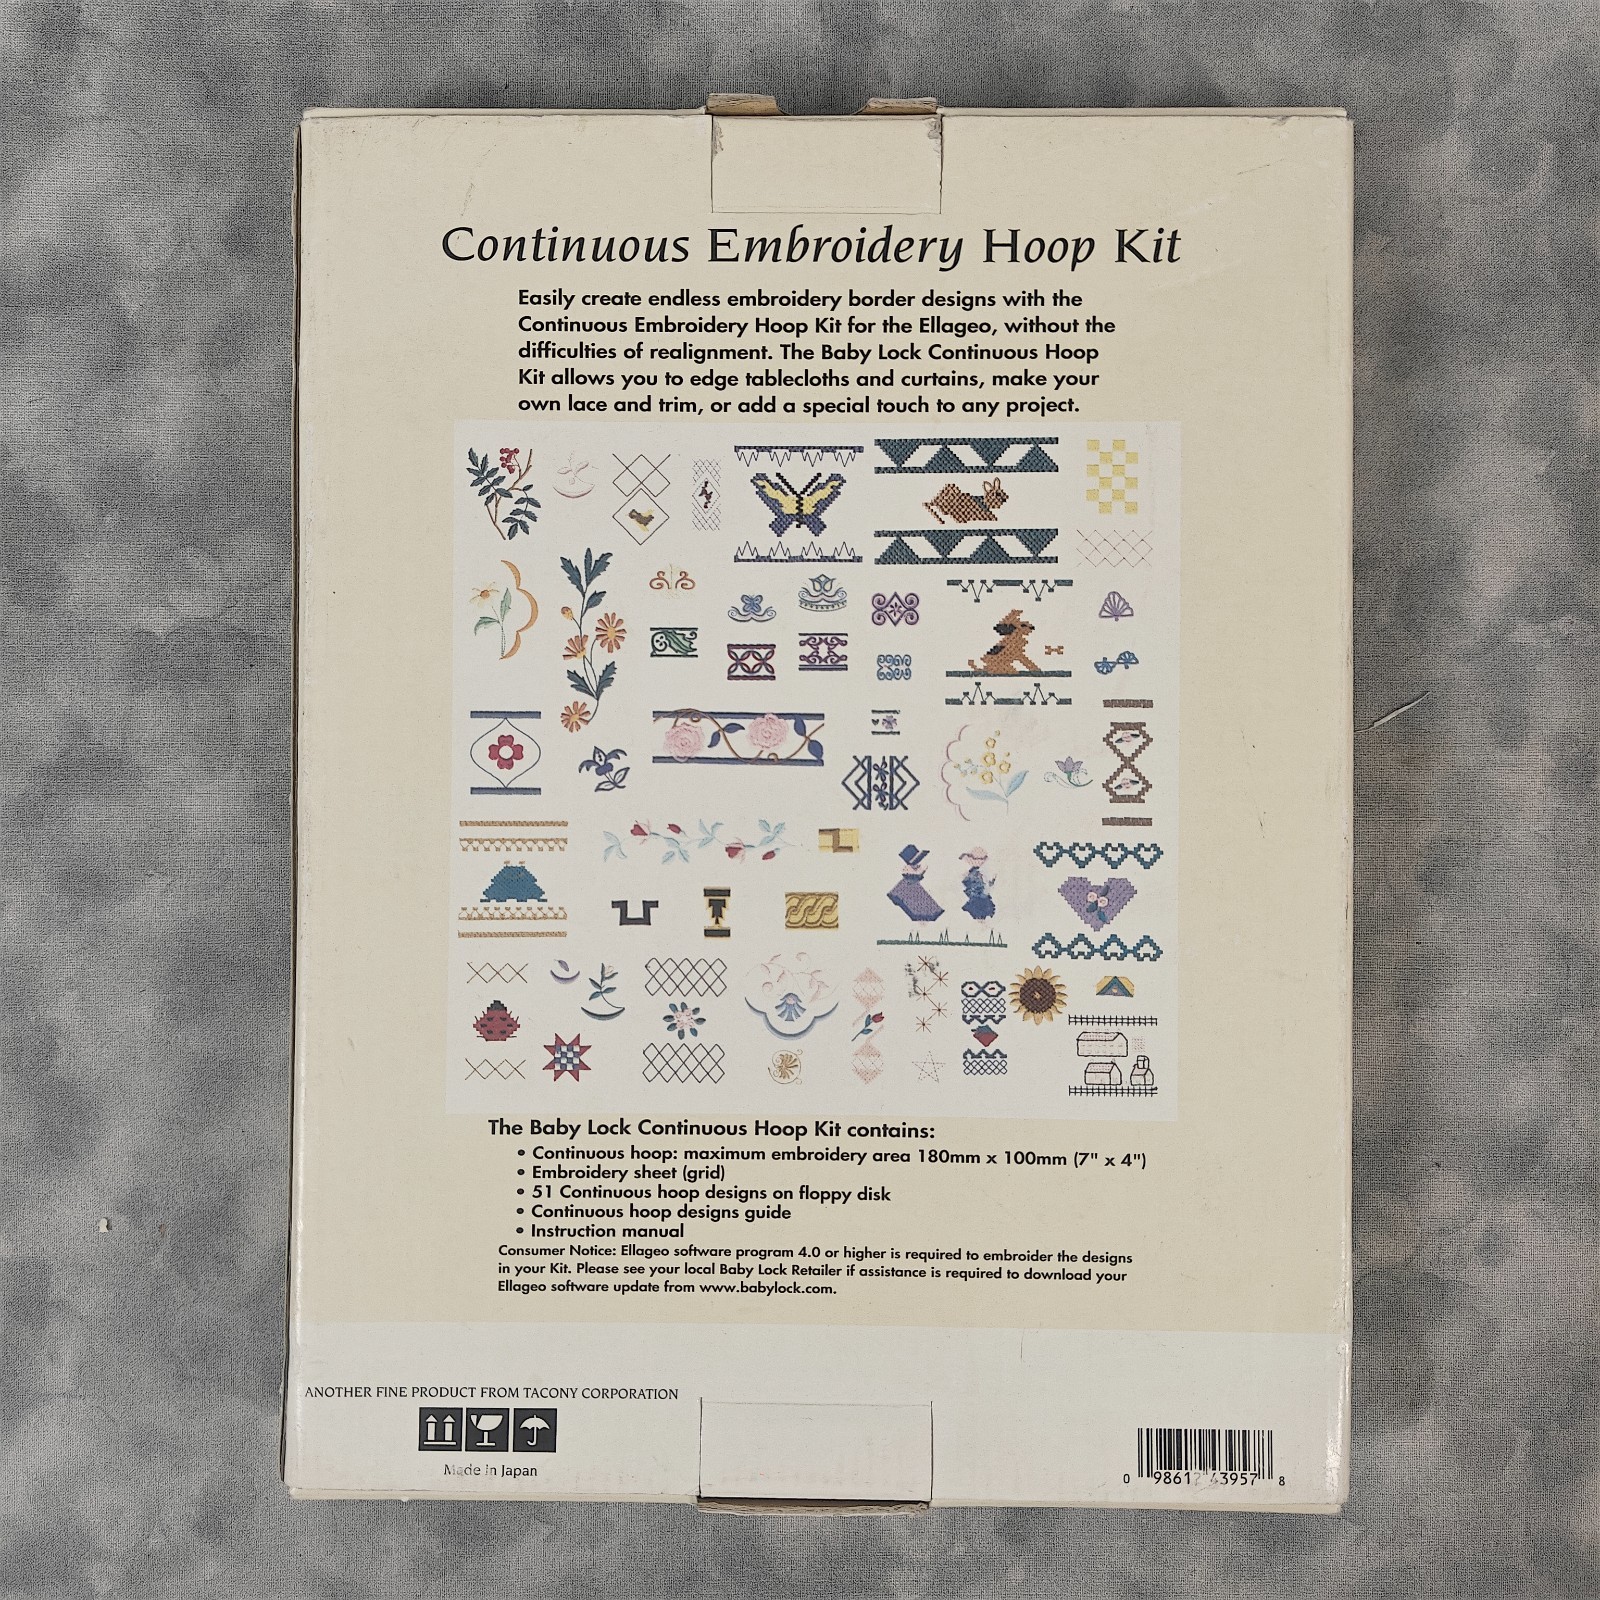 Continuous Embroidery Hoop Kit
Easily create endless embroidery border designs with the
Continuous Embroidery Hoop Kit for the Ellageo, without the
difficulties of realignment. The Baby Lock Continuous Hoop
Kit allows you to edge tablecloths and curtains, make your
own lace and trim, or add a special touch to any project.
The Baby Lock Continuous Hoop Kit contains:
• Continuous hoop: maximum embroidery area 180mm x 100mm (7" x 4")
• Embroidery sheet (grid)
• 51 Continuous hoop designs on floppy disk
• Continuous hoop designs guide
• Instruction manual
Consumer Notice: Ellageo software program 4.0 or higher is required to embroider the designs
in your Kit. Please see your local Baby Lock Retailer if assistance is required to download your
Ellageo software update from www.babylock.com.
ANOTHER FINE PRODUCT FROM TACONY CORPORATION
Made in Japan
0 98612 43957 8